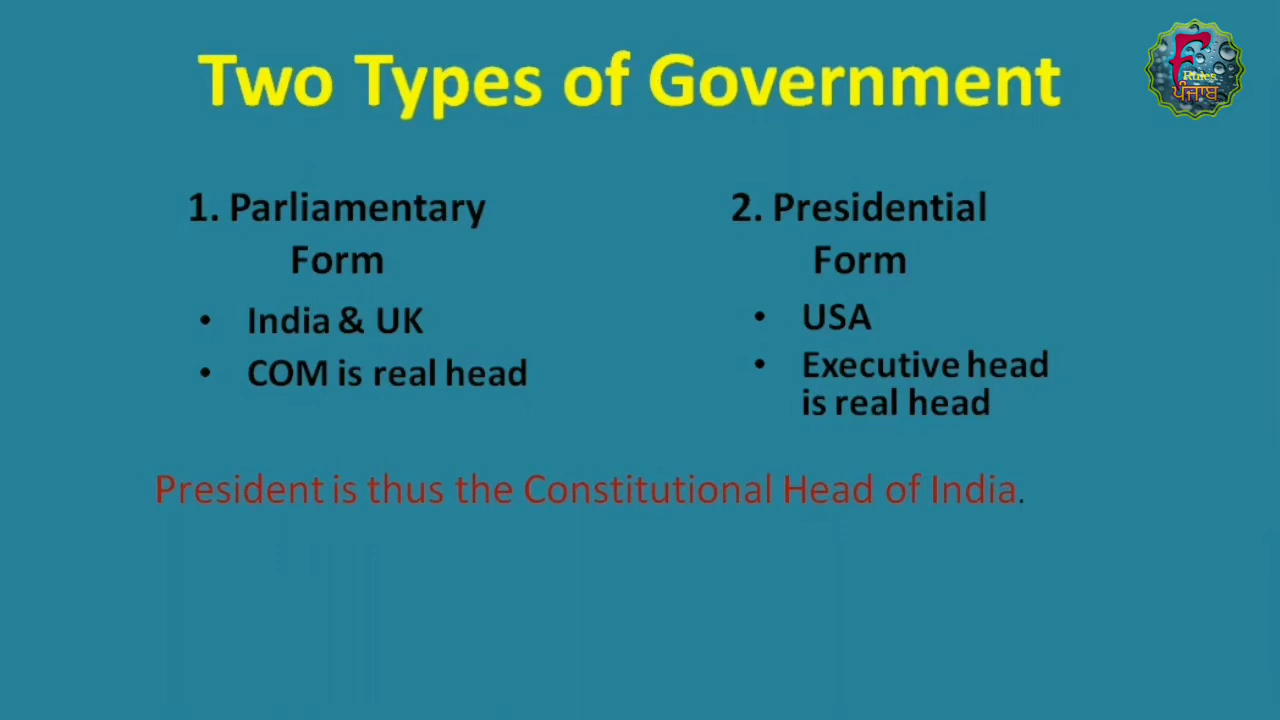 Two Types of Government
F
Rules
ਪੰਜਾਬ
1. Parliamentary
Form
• India & UK
• COM is real head
2. Presidential
Form
• USA
• Executive head
is real head
President is thus the Constitutional Head of India.